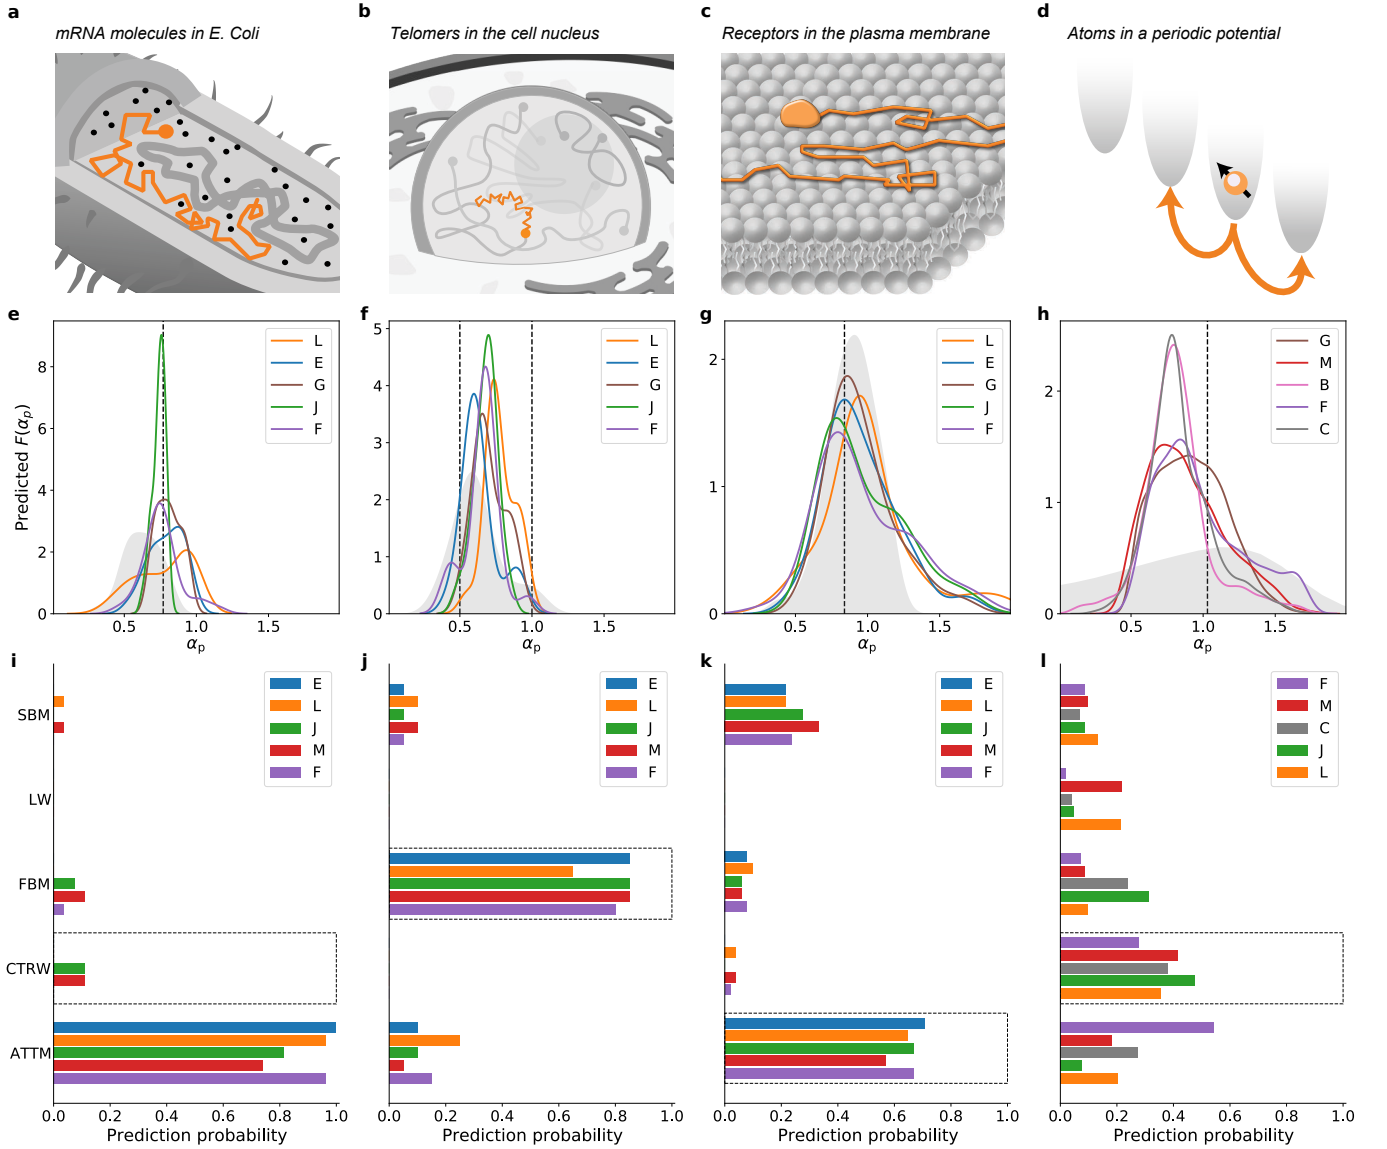 a
mRNA molecules in E. Coli
b
Telomers in the cell nucleus
c
Receptors in the plasma membrane
d
Atoms in a periodic potential
e
Predicted F(αp)
8
6
4
2
0
0.5
1.0
1.5
αp
L
E
G
J
F
f
5
4
3
2
1
0
0.5
1.0
1.5
αp
L
E
G
J
F
g
2
1
0
0.5
1.0
1.5
αp
L
E
G
J
F
h
2
1
0
0.5
1.0
1.5
αp
G
M
B
F
C
i
SBM
LW
FBM
CTRW
ATTM
E
L
J
M
F
0.0
0.2
0.4
0.6
0.8
1.0
Prediction probability
j
E
L
J
M
F
0.0
0.2
0.4
0.6
0.8
1.0
Prediction probability
k
E
L
J
M
F
0.0
0.2
0.4
0.6
0.8
1.0
Prediction probability
l
F
M
C
J
L
0.0
0.2
0.4
0.6
0.8
1.0
Prediction probability